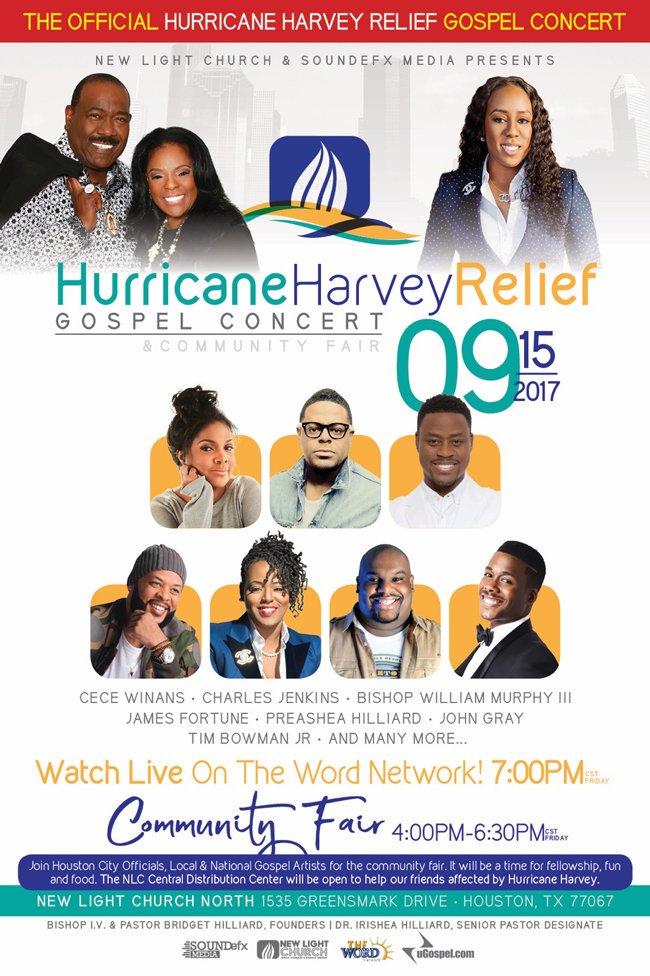 THE OFFICIAL HURRICANE HARVEY RELIEF GOSPEL CONCERT
NEW LIGHT CHURCH & SOUNDEFX MEDIA PRESENTS
HurricaneHarveyRelief
GOSPEL CONCERT
& COMMUNITY FAIR
09 15
2017
CECE WINANS • CHARLES JENKINS • BISHOP WILLIAM MURPHY III
JAMES FORTUNE • PREASHEA HILLIARD • JOHN GRAY
TIM BOWMAN JR • AND MANY MORE...
Watch Live On The Word Network! 7:00PM CST FRIDAY
Community Fair 4:00PM-6:30PM CST FRIDAY
Join Houston City Officials, Local & National Gospel Artists for the community fair. It will be a time for fellowship, fun
and food. The NLC Central Distribution Center will be open to help our friends affected by Hurricane Harvey.
NEW LIGHT CHURCH NORTH 1535 GREENSMARK DRIVE • HOUSTON, TX 77067
BISHOP I.V. & PASTOR BRIDGET HILLIARD, FOUNDERS | DR. IRISHEA HILLIARD, SENIOR PASTOR DESIGNATE
SOUNDefx MEDIA NEW LIGHT CHURCH THE WORD NETWORK uGospel.com